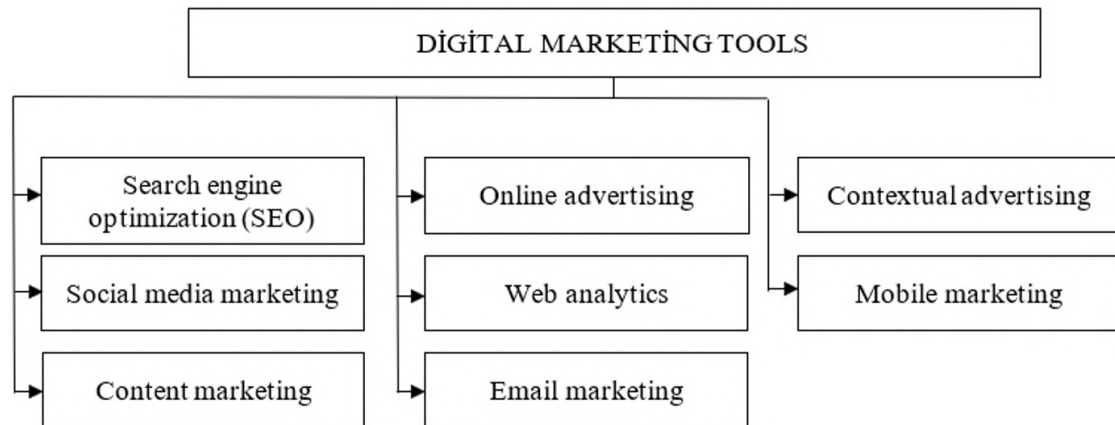 DİGİTAL MARKETİNG TOOLS
Search engine
optimization (SEO)
Social media marketing
Content marketing
Online advertising
Web analytics
Email marketing
Contextual advertising
Mobile marketing